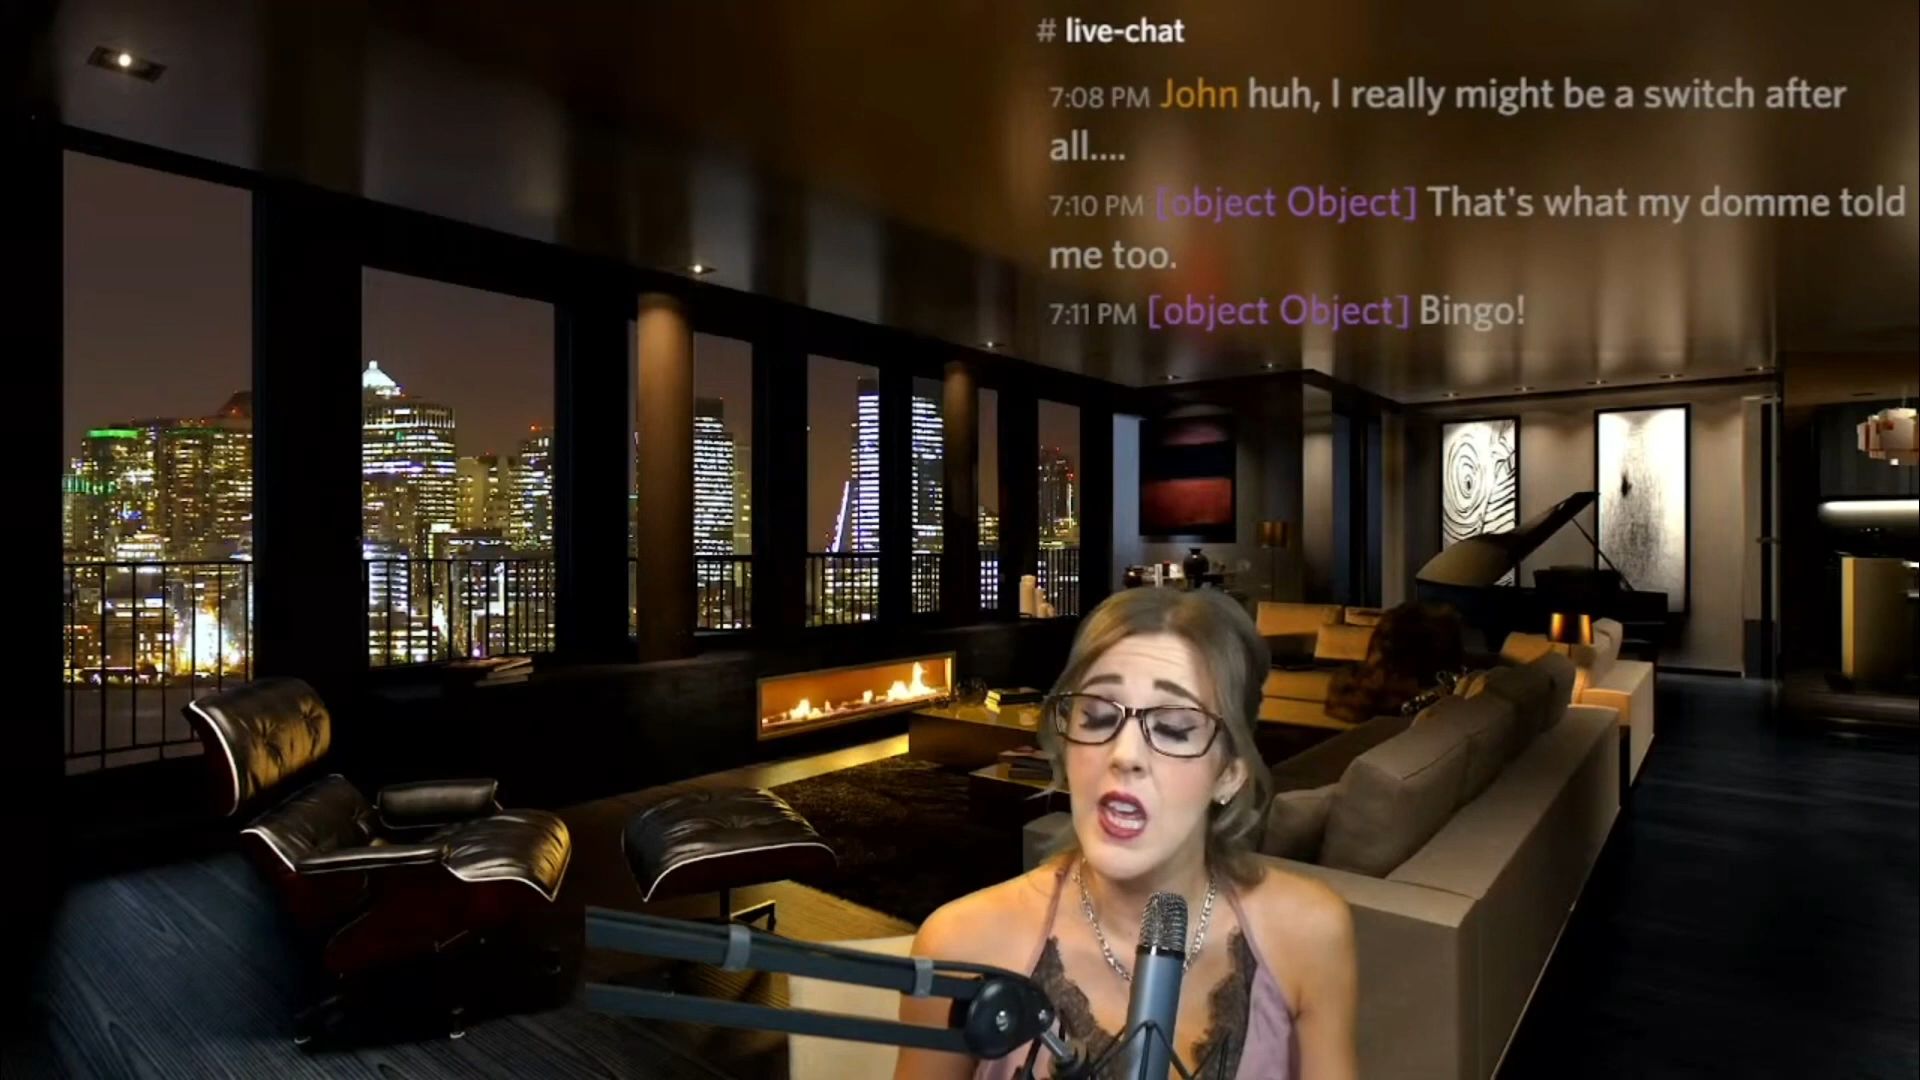 # live-chat
7:08 PM John huh, I really might be a switch after
all....
7:10 PM [object Object] That's what my domme told
me too.
7:11 PM [object Object] Bingo!